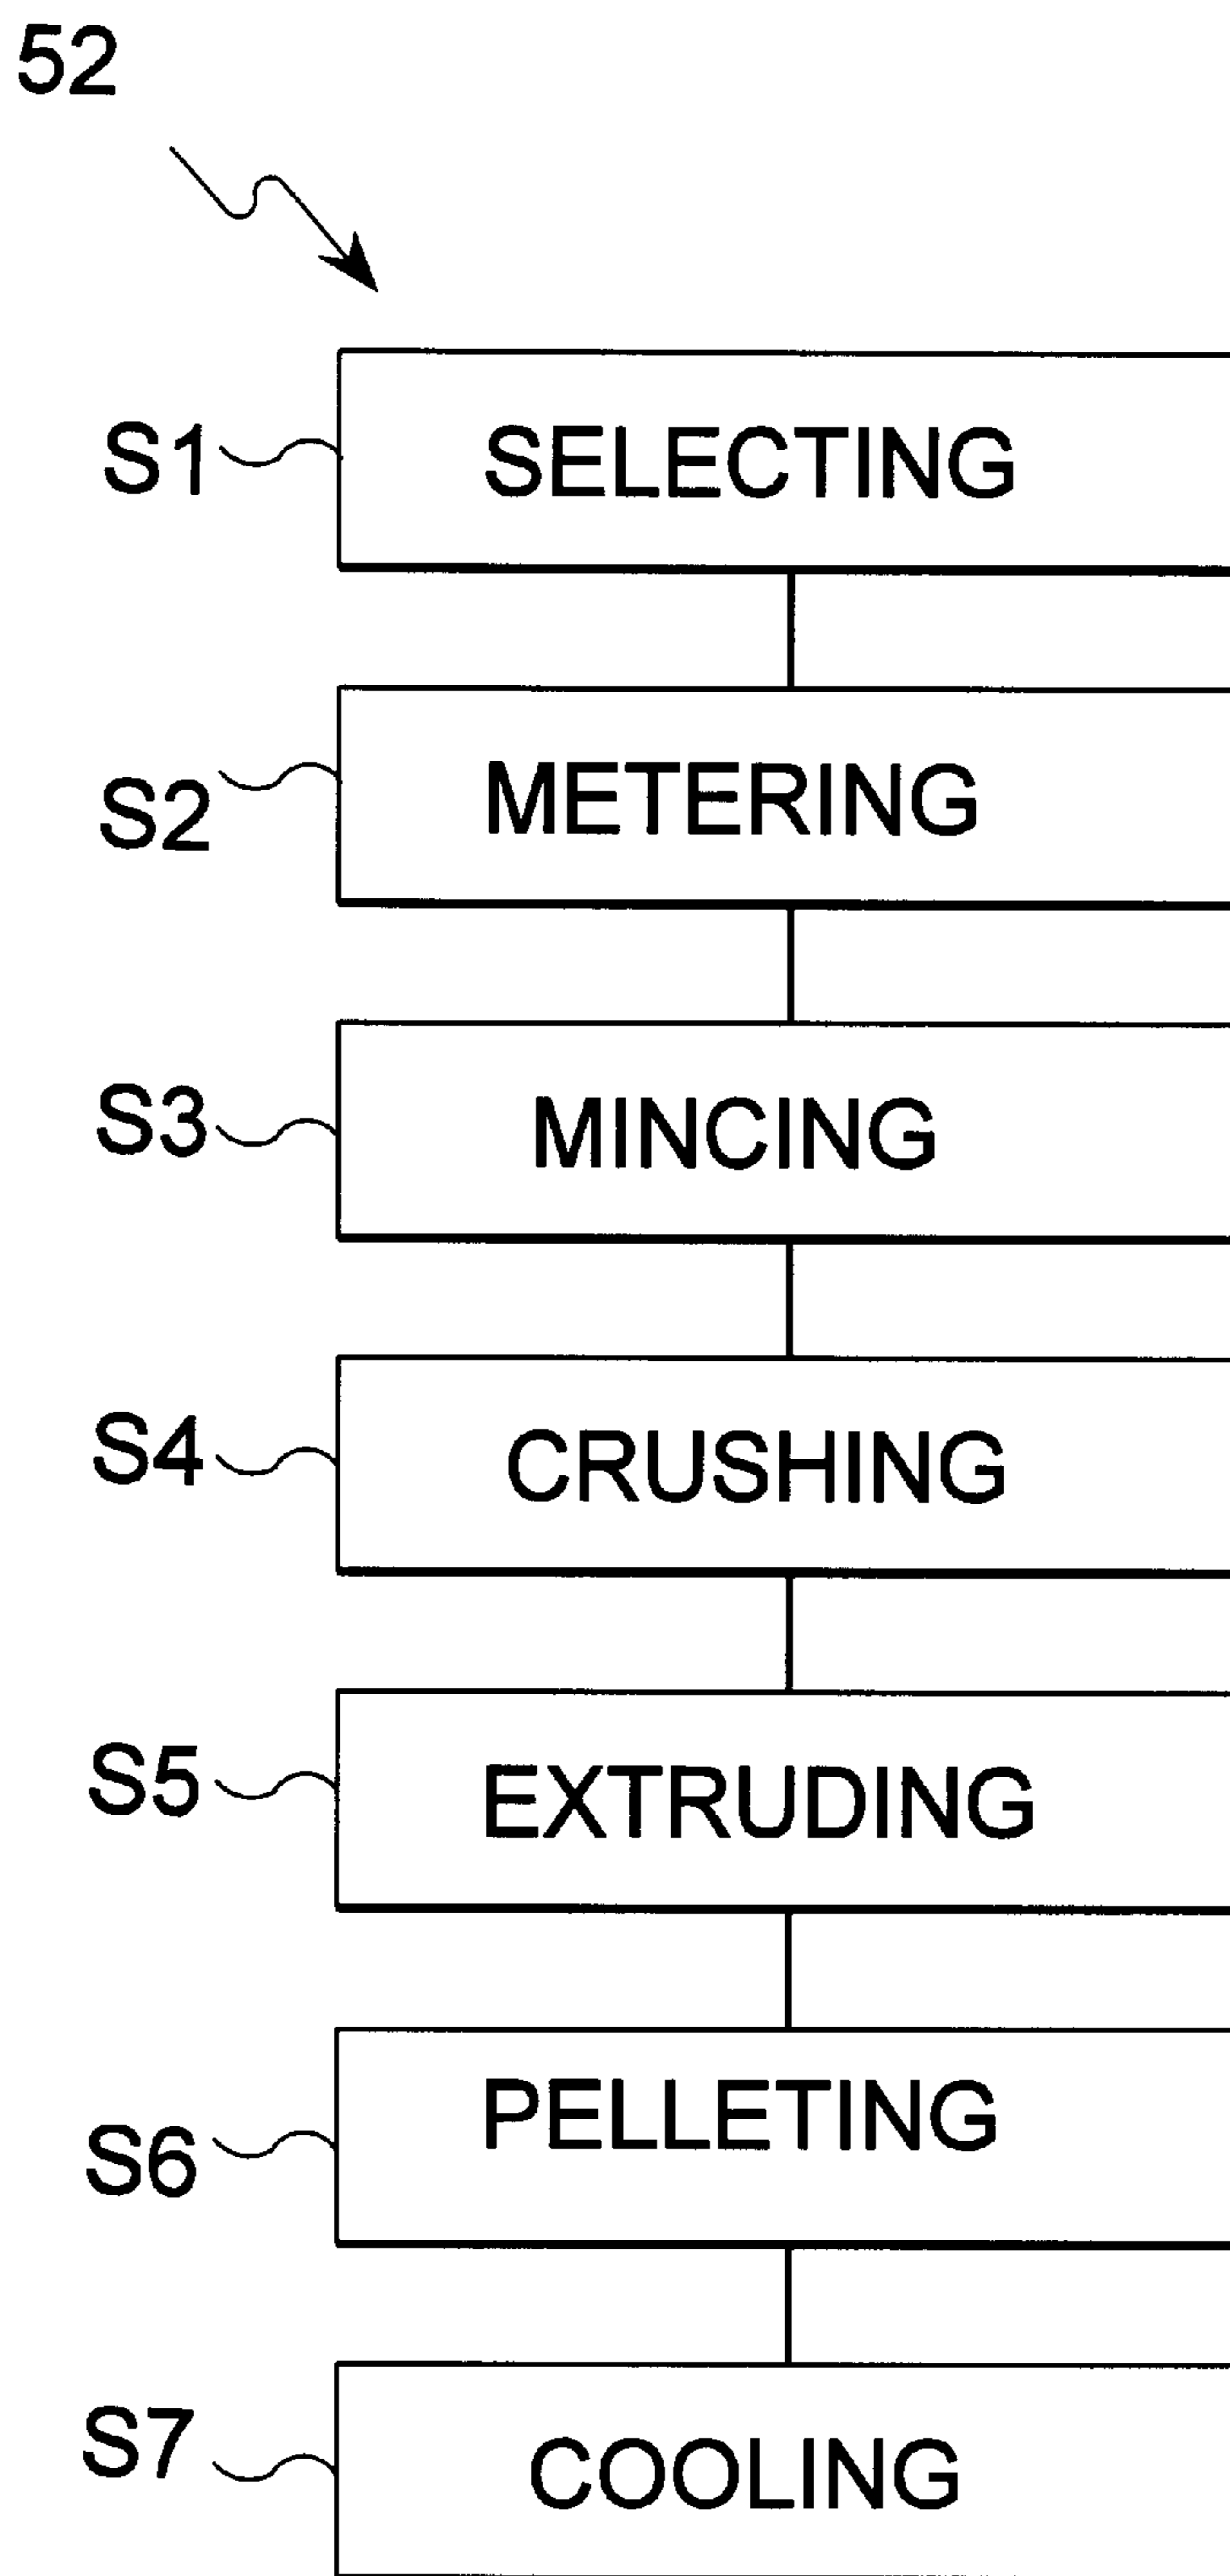 52
S1 SELECTING
S2 METERING
S3 MINCING
S4 CRUSHING
S5 EXTRUDING
S6 PELLETING
S7 COOLING